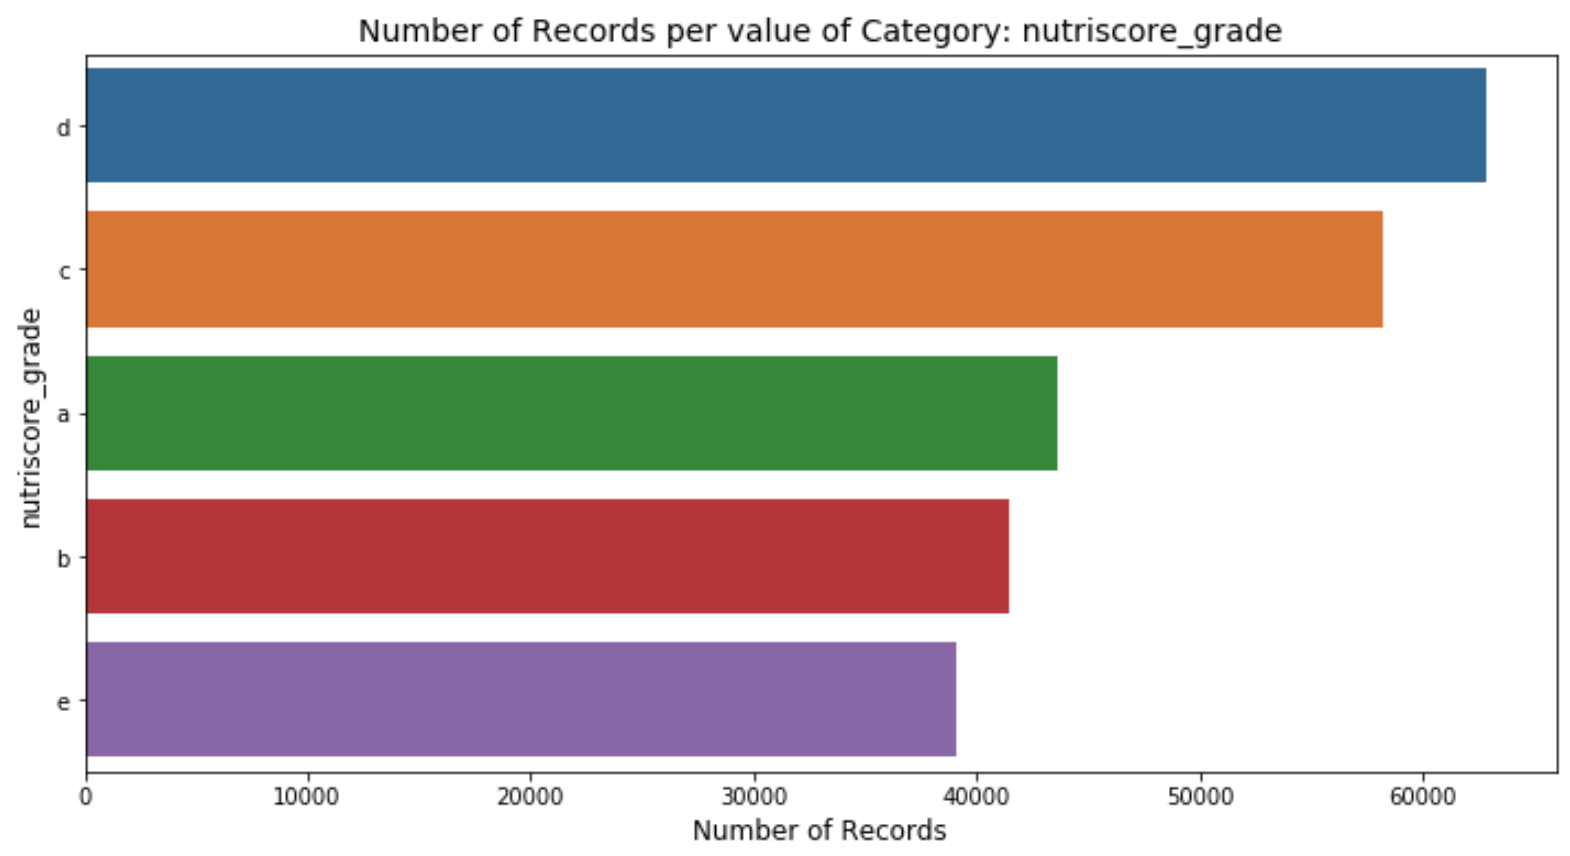 Number of Records per value of Category: nutriscore_grade
nutriscore_grade
d
c
a
b
e
0 10000 20000 30000 40000 50000 60000
Number of Records